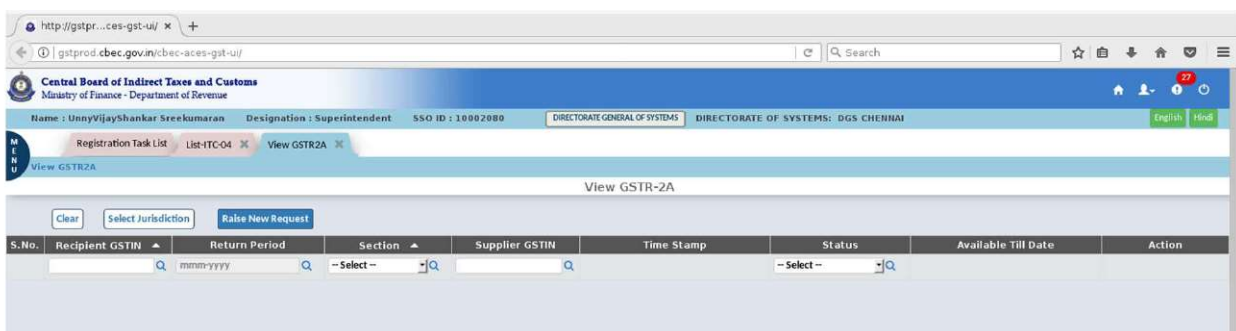 http://gstpr...ces-gst-ui/ × +
gstprod.cbec.gov.in/cbec-aces-gst-ui/ Search
Central Board of Indirect Taxes and Customs
Ministry of Finance - Department of Revenue
27
Name : UnnyVijayShankar Sreekumaran Designation : Superintendent SSO ID : 10002080 DIRECTORATE GENERAL OF SYSTEMS DIRECTORATE OF SYSTEMS: DGS CHENNAI English Hindi
MENU
Registration Task List List-ITC-04 View GSTR2A
View GSTR2A
View GSTR-2A
Clear Select Jurisdiction Raise New Request
S.No. Recipient GSTIN Return Period Section Supplier GSTIN Time Stamp Status Available Till Date Action
mmm-yyyy -- Select -- -- Select --